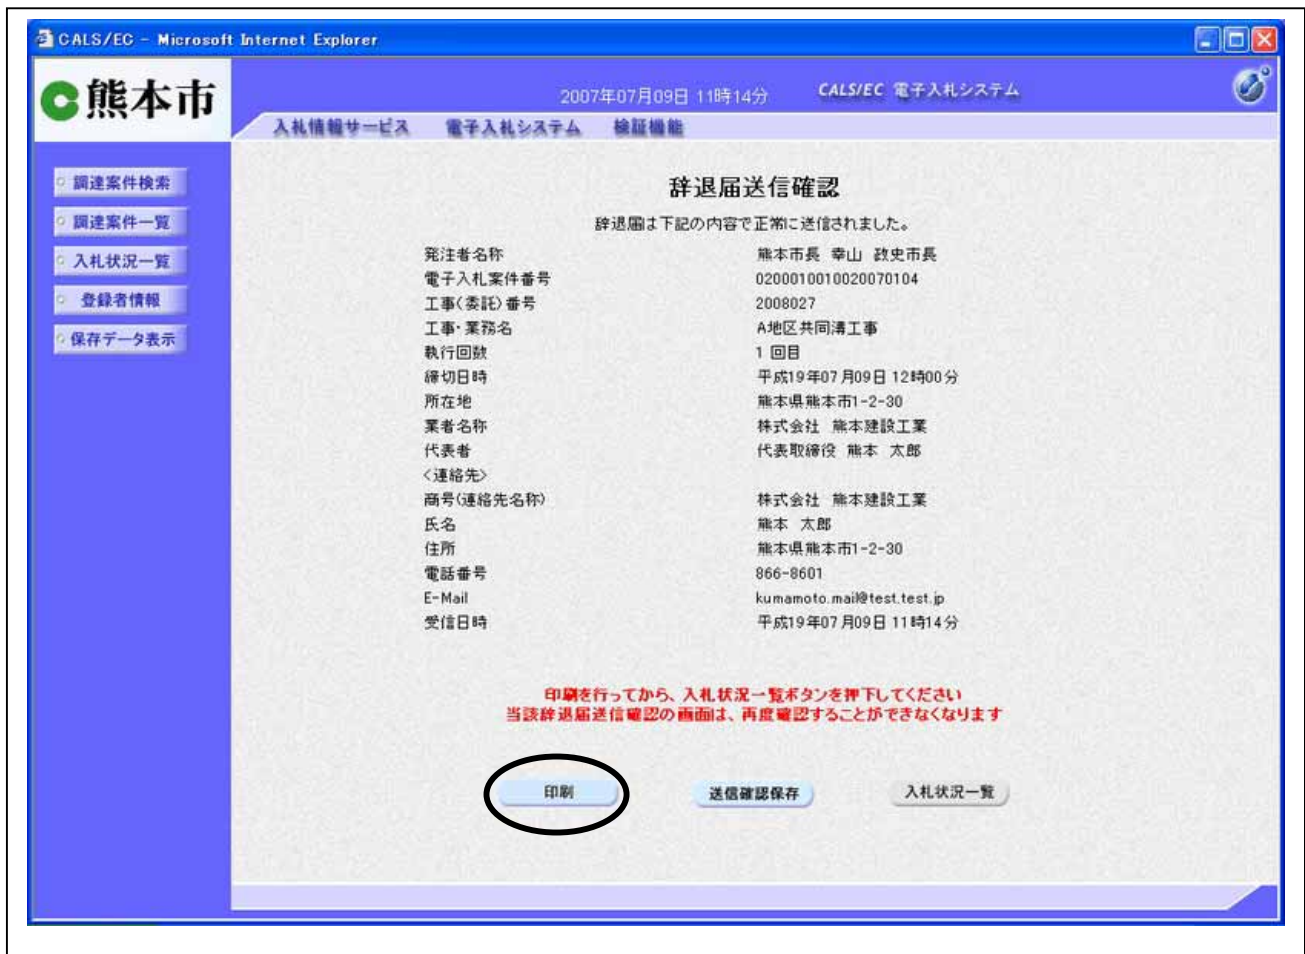 CALS/EC - Microsoft Internet Explorer
熊本市
2007年07月09日 11時14分
CALS/EC 電子入札システム
入札情報サービス 電子入札システム 検証機能
調達案件検索
調達案件一覧
入札状況一覧
登録者情報
保存データ表示
辞退届送信確認
辞退届は下記の内容で正常に送信されました。
発注者名称 熊本市長 幸山 政史市長
電子入札案件番号 0200010010020070104
工事(委託)番号 2008027
工事・業務名 A地区共同溝工事
執行回数 1 回目
締切日時 平成19年07月09日 12時00分
所在地 熊本県熊本市1-2-30
業者名称 株式会社 熊本建設工業
代表者 代表取締役 熊本 太郎
<連絡先>
商号(連絡先名称) 株式会社 熊本建設工業
氏名 熊本 太郎
住所 熊本県熊本市1-2-30
電話番号 866-8601
E-Mail kumamoto.mail@test.test.jp
受信日時 平成19年07月09日 11時14分
印刷を行ってから、入札状況一覧ボタンを押下してください
当該辞退届送信確認の画面は、再度確認することができなくなります
印刷 送信確認保存 入札状況一覧